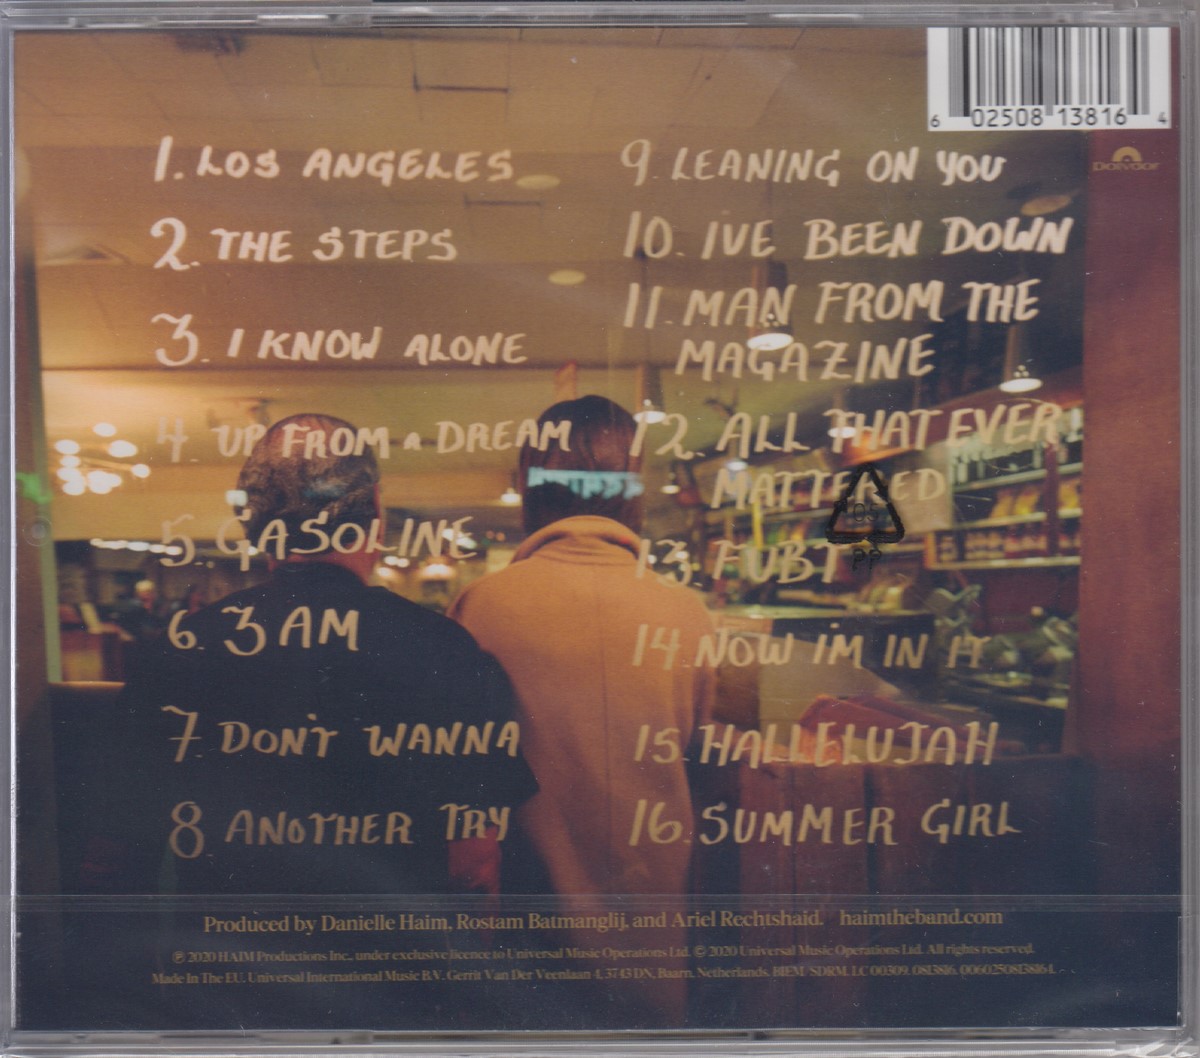 6 02508 13816 4
polydor
1. LOS ANGELES
2. THE STEPS
3. I KNOW ALONE
4. UP FROM A DREAM
5. GASOLINE
6. 3 AM
7. DON'T WANNA
8 ANOTHER TRY
9. LEANING ON YOU
10. I'VE BEEN DOWN
11. MAN FROM THE
MAGAZINE
12. ALL THAT EVER
MATTERED
13. FUBT
14. NOW I'M IN IT
15. HALLELUJAH
16. SUMMER GIRL
PP
Produced by Danielle Haim, Rostam Batmanglij, and Ariel Rechtshaid. haimtheband.com
℗ 2020 HAIM Productions Inc., under exclusive licence to Universal Music Operations Ltd. © 2020 Universal Music Operations Ltd. All rights reserved.
Made In The EU. Universal International Music B.V. Gerrit Van Der Veenlaan 4, 3743 DN, Baarn, Netherlands. BIEM/SDRM. LC 00309. 0813816. 00602508138164.